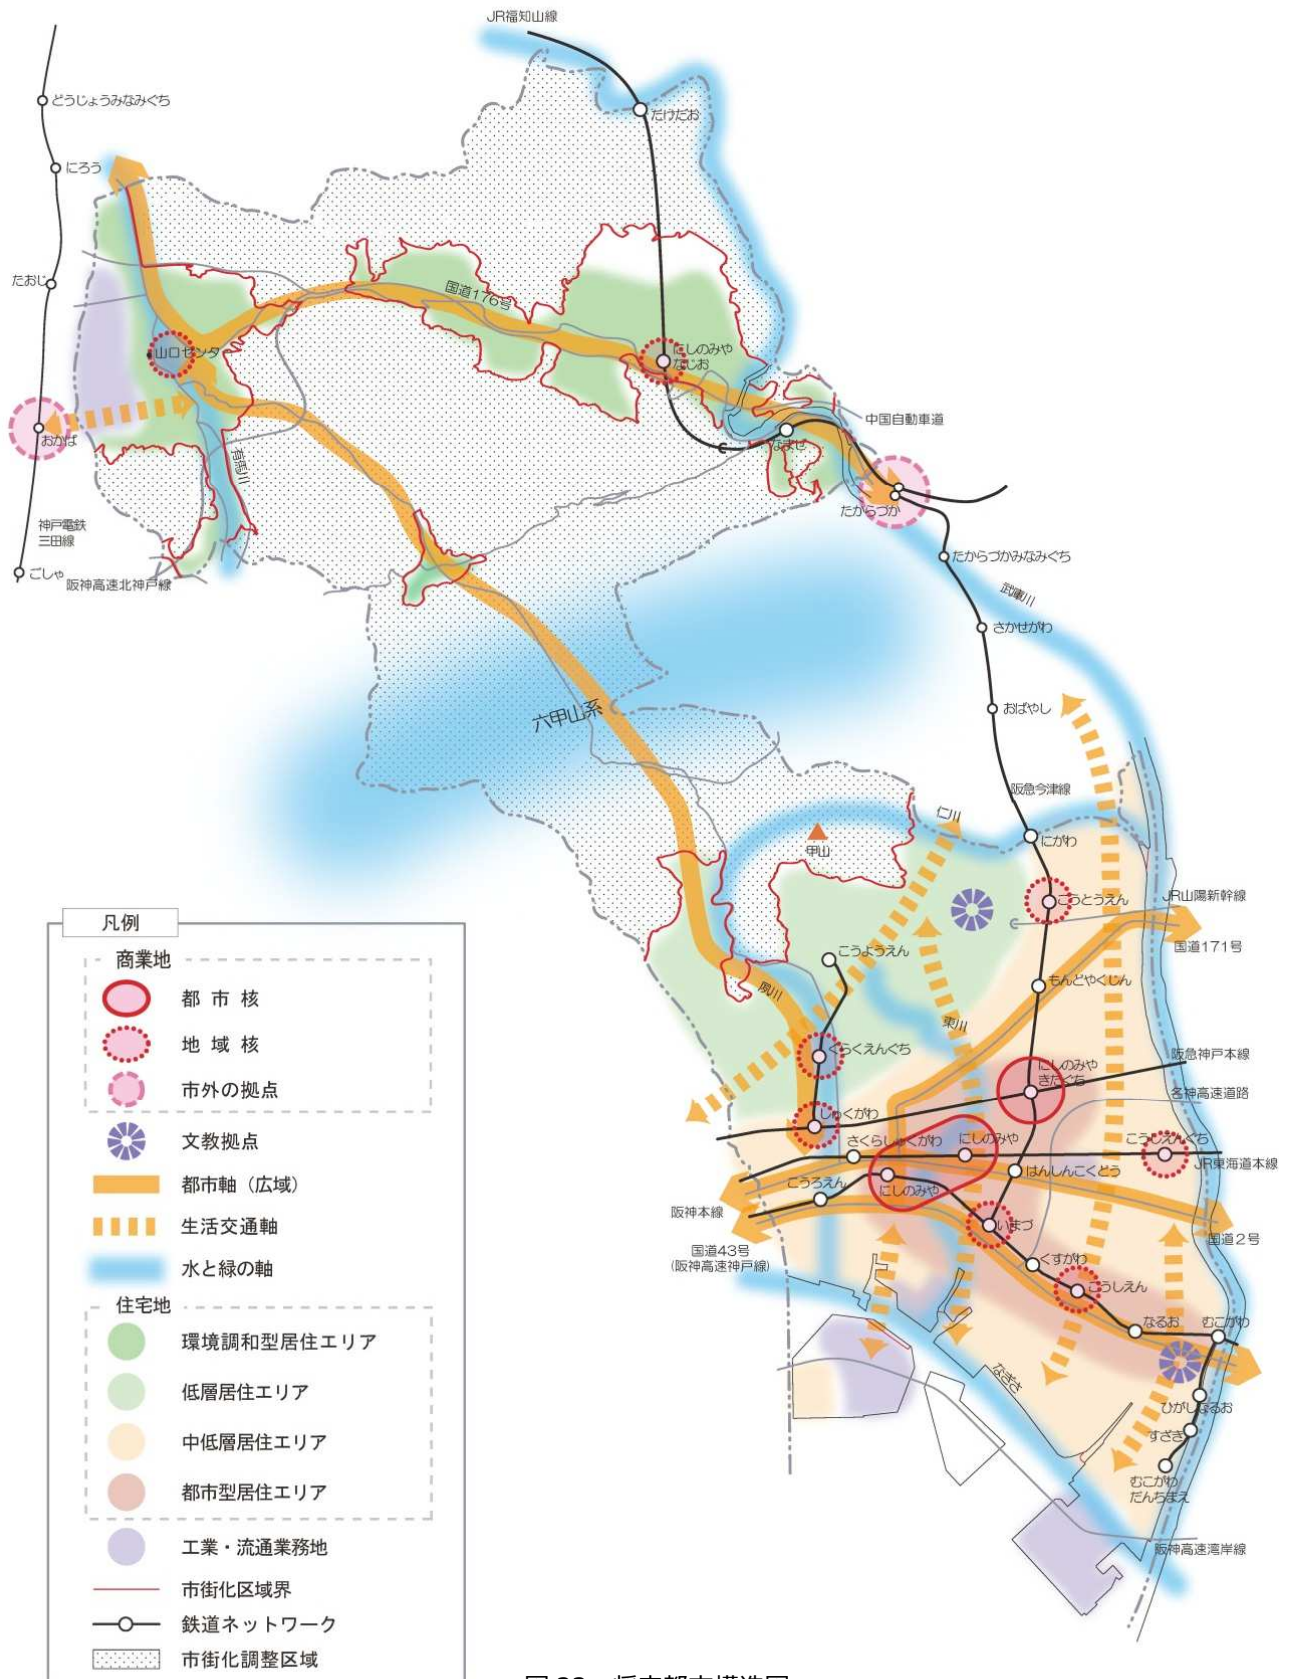 JR福知山線
どうじょうみなみぐち
たけだお
にろう
たおじ
国道176号
山口センター
にしのみや
なじお
中国自動車道
おかば
なまぜ
有馬川
たからづか
神戸電鉄
三田線
たからづかみなみぐち
ごしゃ
阪神高速北神戸線
武庫川
さかせがわ
おばやし
六甲山系
阪急今津線
仁川
にがわ
甲山
こうとうえん
JR山陽新幹線
国道171号
こうようえん
もんどやくじん
夙川
東川
くらくえんぐち
阪急神戸本線
にしのみや
きたぐち
名神高速道路
しゅくがわ
さくらしゅくがわ
にしのみや
こうしえんぐち
JR東海道本線
はんしんこくどう
こうろえん
にしのみや
阪神本線
いまづ
国道2号
国道43号
(阪神高速神戸線)
くすがわ
こうしえん
なるお
むこがわ
なぎさ
ひがしなるお
すざき
むこがわ
だんちまえ
阪神高速湾岸線
凡例
商業地
都市核
地域核
市外の拠点
文教拠点
都市軸（広域）
生活交通軸
水と緑の軸
住宅地
環境調和型居住エリア
低層居住エリア
中低層居住エリア
都市型居住エリア
工業・流通業務地
市街化区域界
鉄道ネットワーク
市街化調整区域